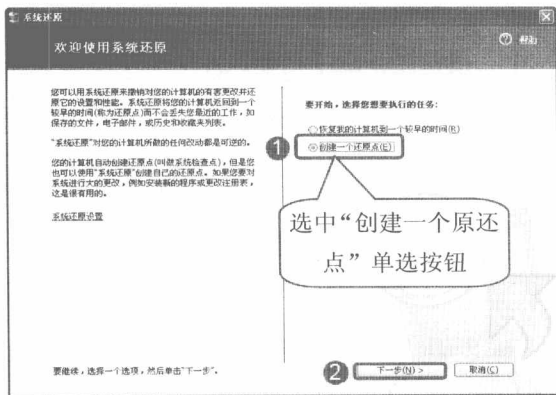 系统还原
欢迎使用系统还原
帮助
您可以用系统还原来撤销对您的计算机的有害更改并还
原它的设置和性能。系统还原将您的计算机返回到一个
较早的时间(称为还原点)而不会丢失您最近的工作，如
保存的文件，电子邮件，或历史和收藏夹列表。
“系统还原”对您的计算机所做的任何改动都是可逆的。
您的计算机自动创建还原点(叫做系统检查点)，但是您
也可以使用“系统还原”创建自己的还原点。如果您要对
系统进行大的更改，例如安装新的程序或更改注册表，
这是很有用的。
系统还原设置
要开始，选择您想要执行的任务:
恢复我的计算机到一个较早的时间(R)
1
创建一个还原点(E)
选中“创建一个原还
点”单选按钮
要继续，选择一个选项，然后单击“下一步”。
2
下一步(N) >
取消(C)